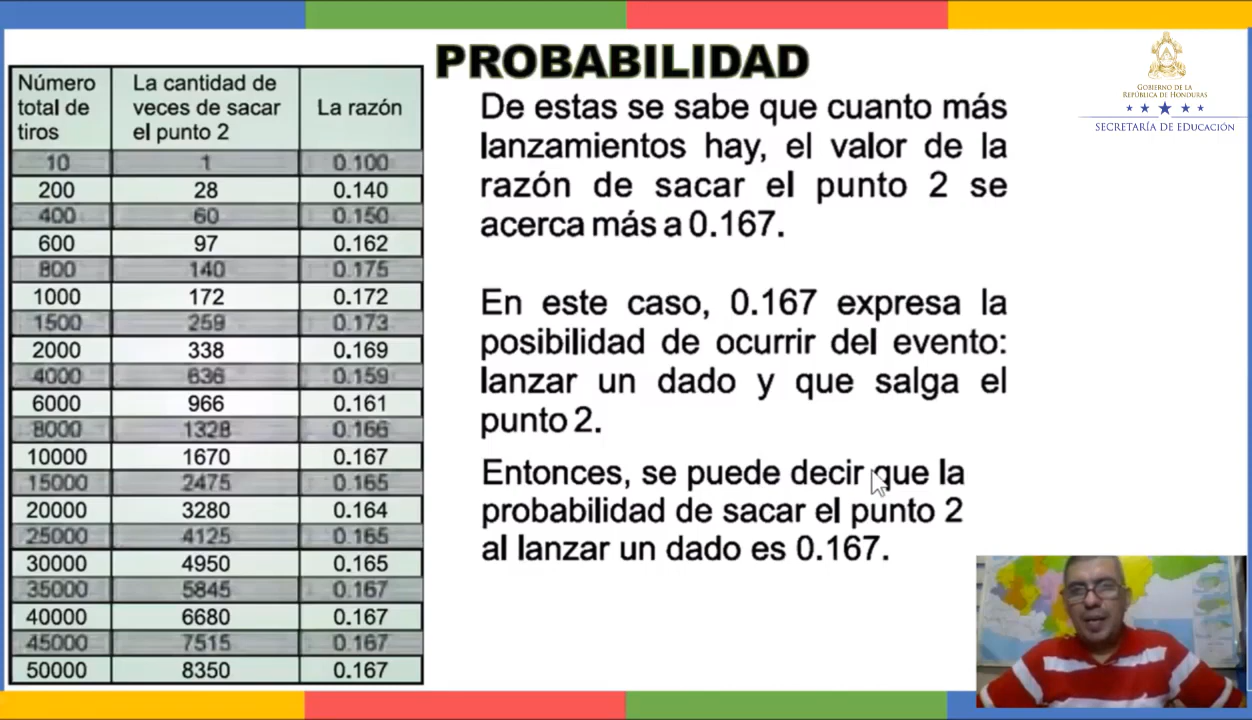 PROBABILIDAD
Número total de tiros | La cantidad de veces de sacar el punto 2 | La razón
10 | 1 | 0.100
200 | 28 | 0.140
400 | 60 | 0.150
600 | 97 | 0.162
800 | 140 | 0.175
1000 | 172 | 0.172
1500 | 259 | 0.173
2000 | 338 | 0.169
4000 | 636 | 0.159
6000 | 966 | 0.161
8000 | 1328 | 0.166
10000 | 1670 | 0.167
15000 | 2475 | 0.165
20000 | 3280 | 0.164
25000 | 4125 | 0.165
30000 | 4950 | 0.165
35000 | 5845 | 0.167
40000 | 6680 | 0.167
45000 | 7515 | 0.167
50000 | 8350 | 0.167
De estas se sabe que cuanto más
lanzamientos hay, el valor de la
razón de sacar el punto 2 se
acerca más a 0.167.
En este caso, 0.167 expresa la
posibilidad de ocurrir del evento:
lanzar un dado y que salga el
punto 2.
Entonces, se puede decir que la
probabilidad de sacar el punto 2
al lanzar un dado es 0.167.
GOBIERNO DE LA
REPÚBLICA DE HONDURAS
SECRETARÍA DE EDUCACIÓN